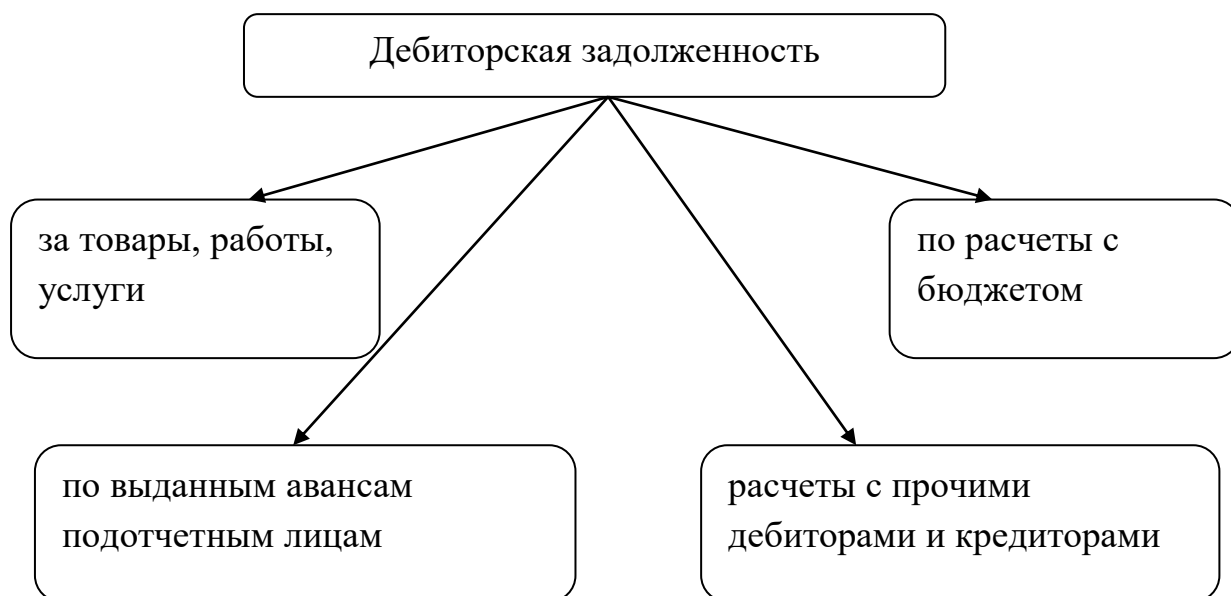 Дебиторская задолженность
за товары, работы,
услуги
по расчеты с
бюджетом
по выданным авансам
подотчетным лицам
расчеты с прочими
дебиторами и кредиторами